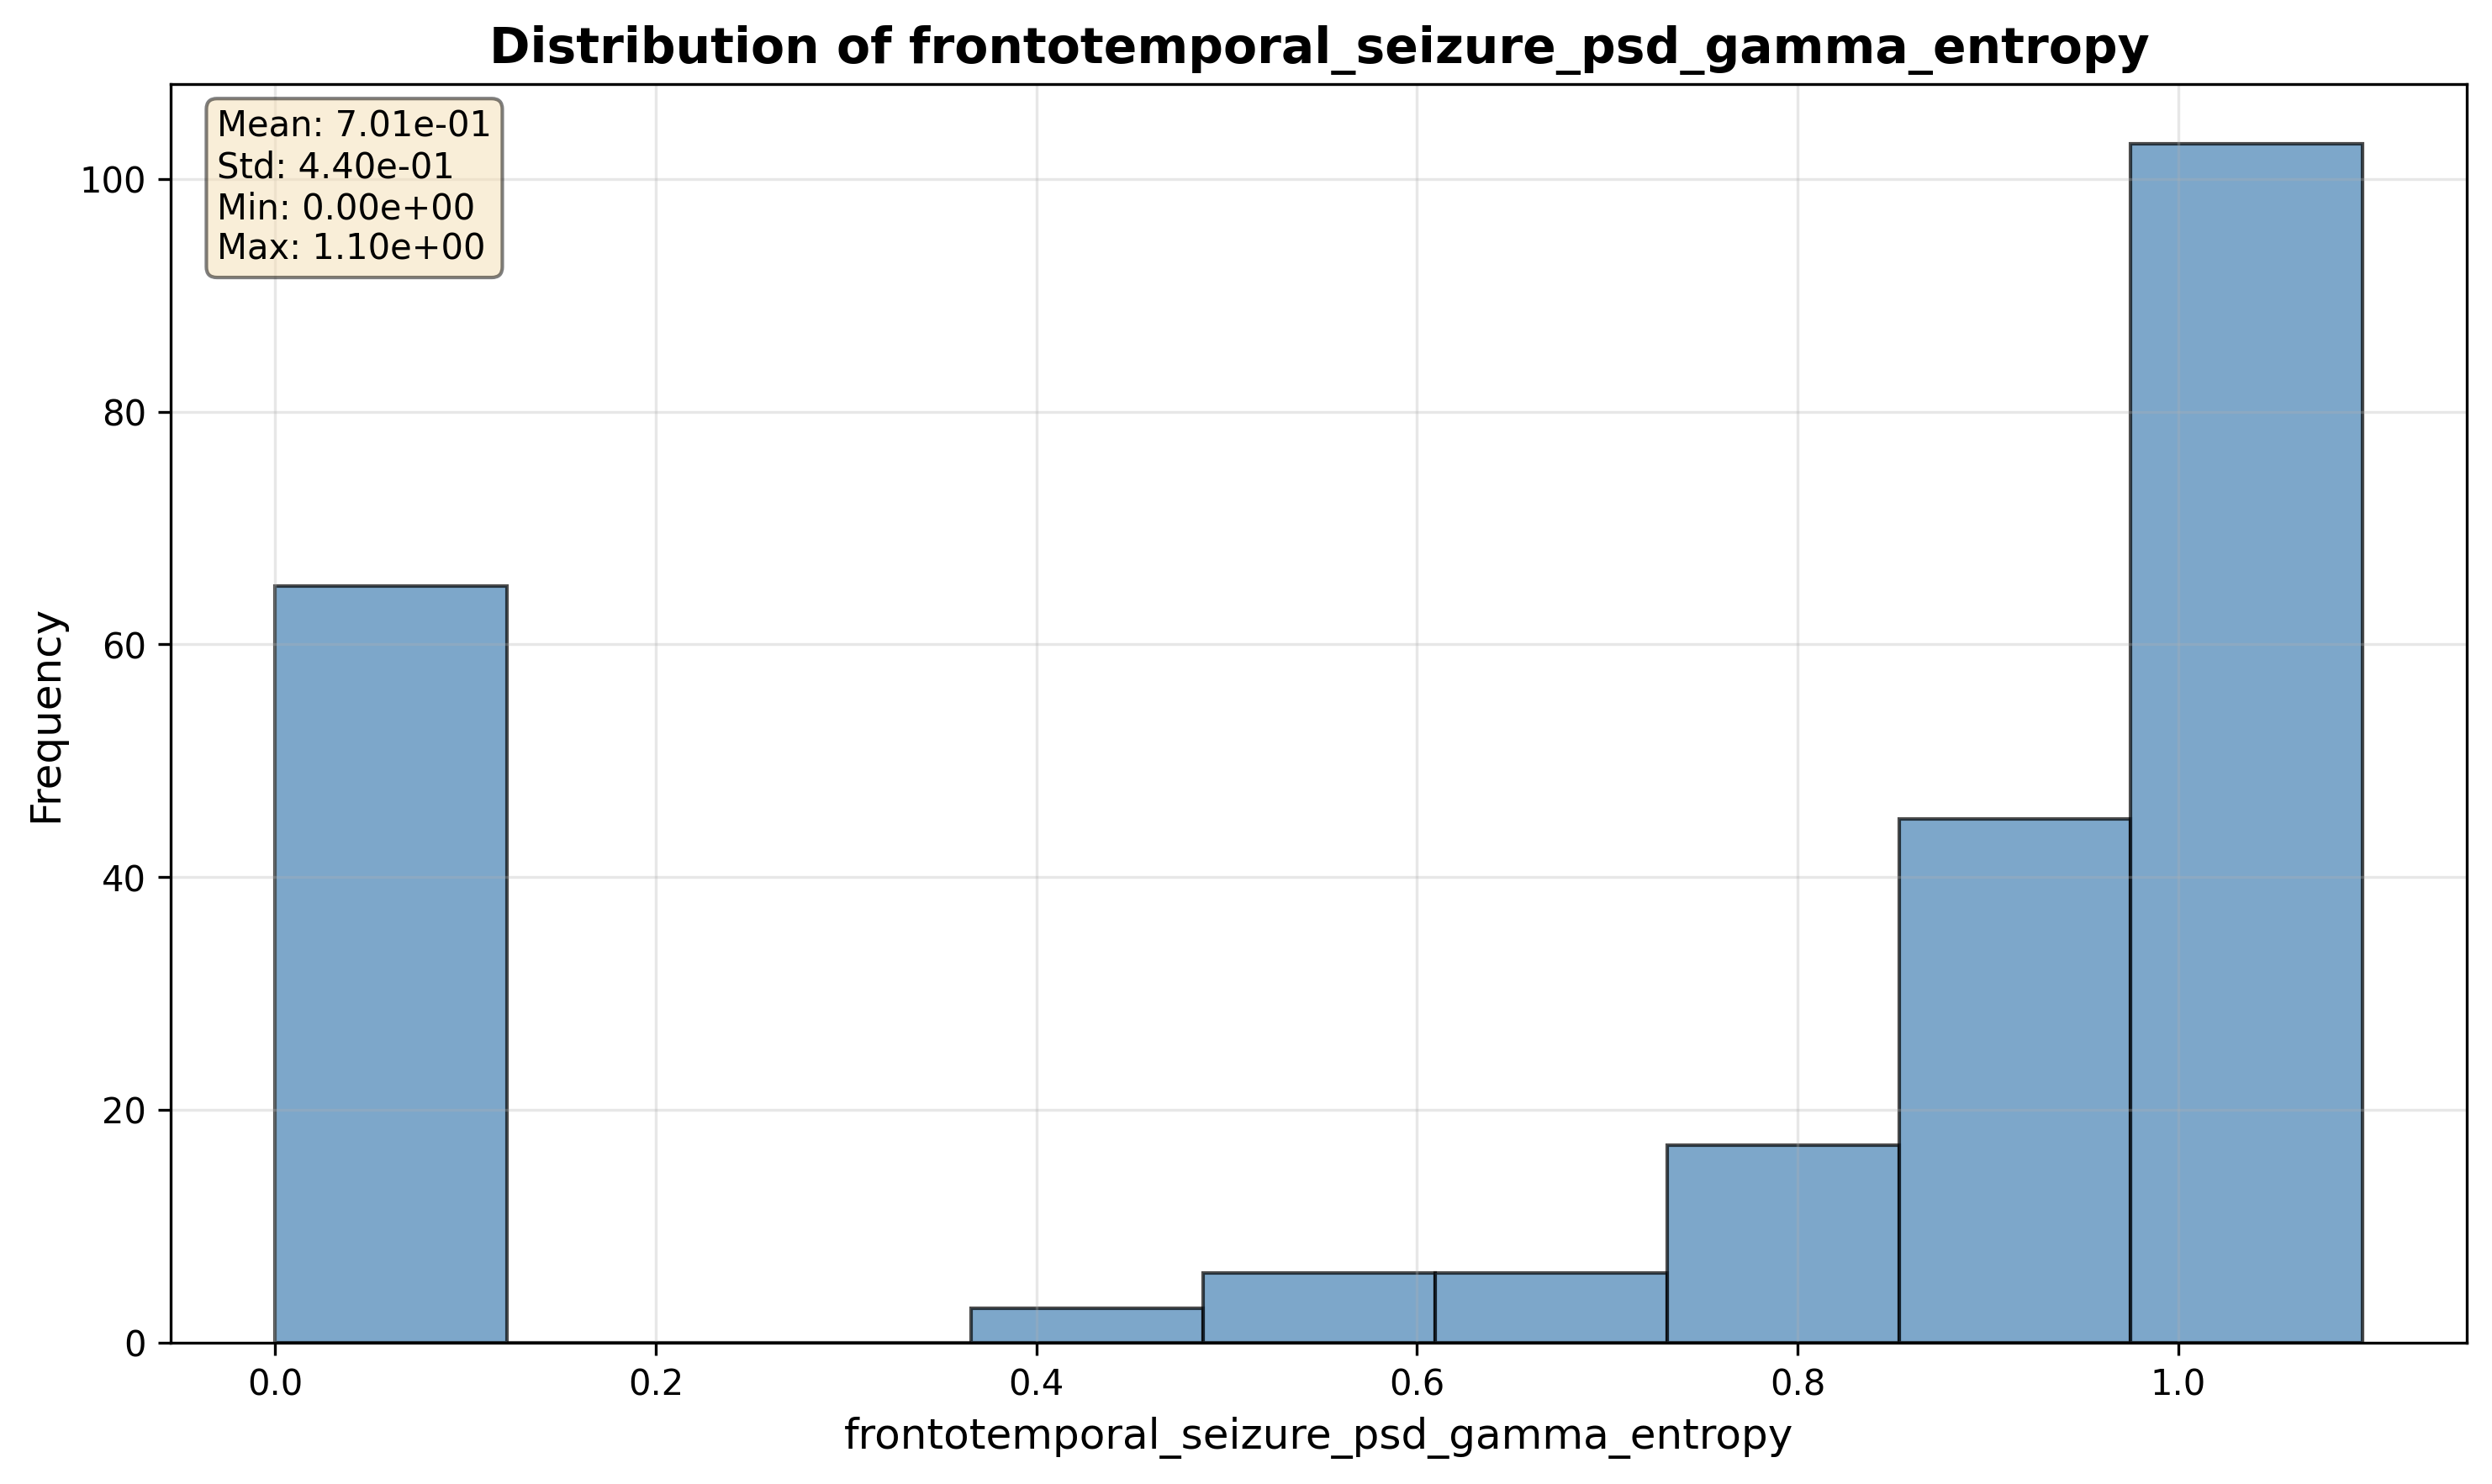 Distribution of frontotemporal_seizure_psd_gamma_entropy
Mean: 7.01e-01
Std: 4.40e-01
Min: 0.00e+00
Max: 1.10e+00
100
80
60
40
20
0
Frequency
0.0 0.2 0.4 0.6 0.8 1.0
frontotemporal_seizure_psd_gamma_entropy